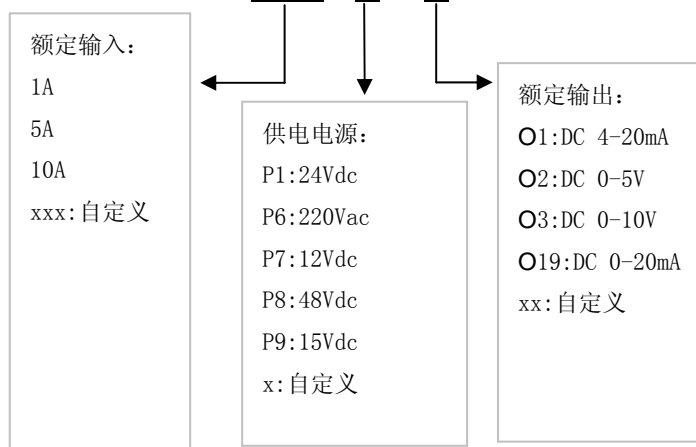 额定输入：
1A
5A
10A
xxx:自定义
供电电源：
P1:24Vdc
P6:220Vac
P7:12Vdc
P8:48Vdc
P9:15Vdc
x:自定义
额定输出：
O1:DC 4-20mA
O2:DC 0-5V
O3:DC 0-10V
O19:DC 0-20mA
xx:自定义